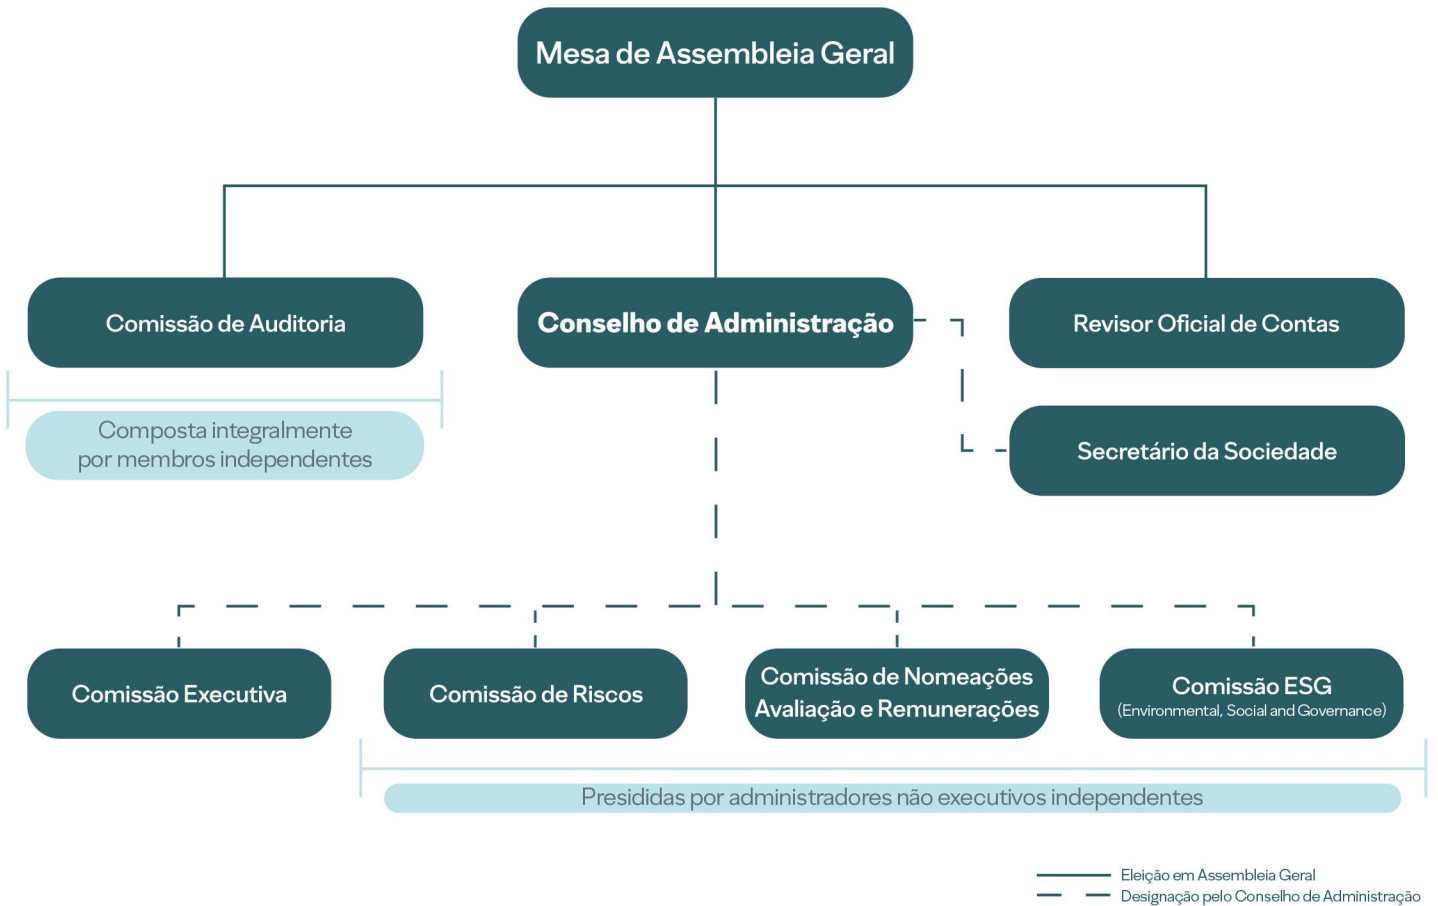 Mesa de Assembleia Geral
Comissão de Auditoria
Conselho de Administração
Revisor Oficial de Contas
Composta integralmente
por membros independentes
Secretário da Sociedade
Comissão Executiva
Comissão de Riscos
Comissão de Nomeações
Avaliação e Remunerações
Comissão ESG
(Environmental, Social and Governance)
Presididas por administradores não executivos independentes
Eleição em Assembleia Geral
Designação pelo Conselho de Administração